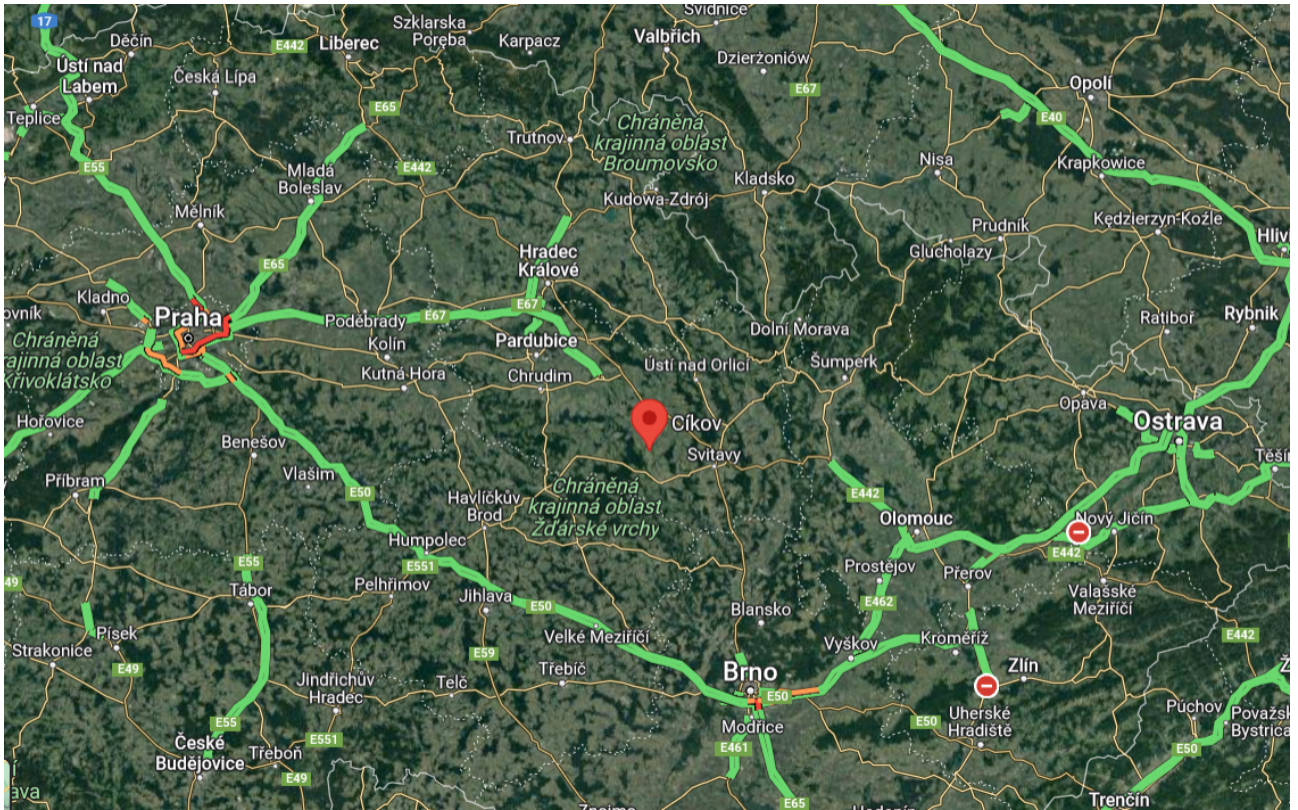 17
Děčín
E442
Liberec
Szklarska
Poręba
Karpacz
Svídnice
Valbřich
Dzierżoniów
E67
Opolí
Ústí nad
Labem
Česká Lípa
Teplice
E65
Trutnov
Chráněná
krajinná oblast
Broumovsko
E40
E55
Mladá
Boleslav
E442
Nisa
Krapkowice
Kladsko
Kudowa-Zdrój
Mělník
Prudník
Kędzierzyn-Koźle
Głuchołazy
Hradec
Králové
E65
Kladno
Praha
Poděbrady
E67
E67
Dolní Morava
Ratiboř
Rybnik
Chráněná
krajinná oblast
Křivoklátsko
Kolín
Pardubice
Ústí nad Orlicí
Šumperk
Kutná Hora
Chrudim
Opava
Hořovice
Cíkov
Ostrava
Benešov
Svitavy
Vlašim
Příbram
E50
Havlíčkův
Brod
Chráněná
krajinná oblast
Žďárské vrchy
E442
Olomouc
Nový Jičín
E442
Humpolec
E551
E55
Prostějov
Přerov
49
Tábor
Pelhřimov
Jihlava
E50
Blansko
E462
Valašské
Meziříčí
Písek
Velké Meziříčí
Vyškov
Kroměříž
E442
Strakonice
E49
E59
Třebíč
Brno
Zlín
Jindřichův
Hradec
Telč
E50
Púchov
E55
Modřice
E50
Uherské
Hradiště
Považsk
Bystrica
České
Budějovice
Třeboň
E551
E461
E50
E49
E65
Trenčín